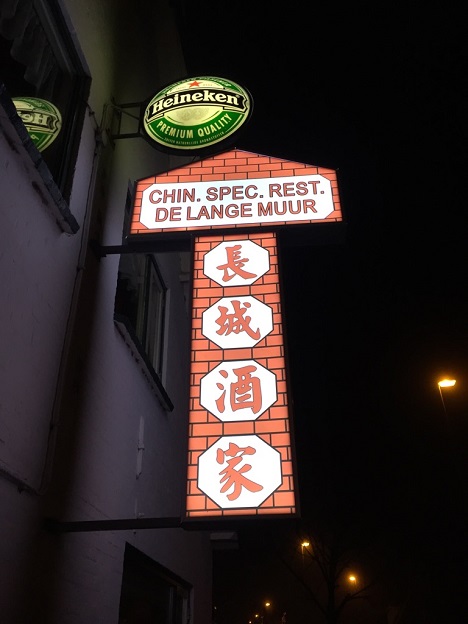 Heineken
PREMIUM QUALITY
CHIN. SPEC. REST.
DE LANGE MUUR
長
城
酒
家